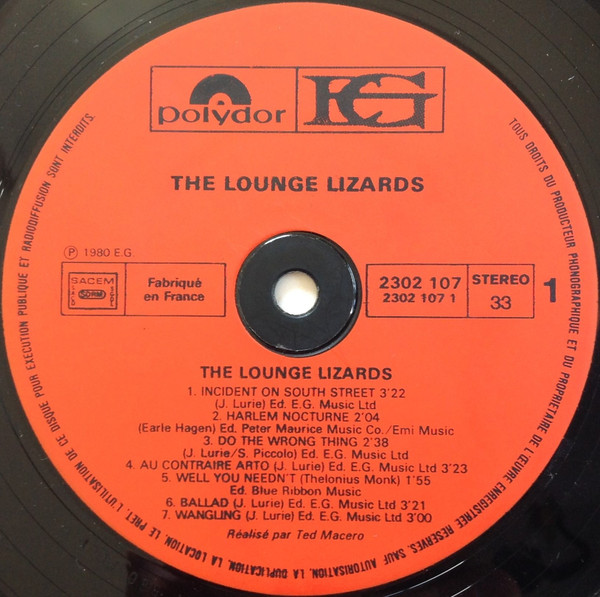 polydor
EG
THE LOUNGE LIZARDS
Ⓟ 1980 E.G.
SACEM
SDRM
Fabriqué
en France
2302 107
2302 107 1
STEREO
33
1
THE LOUNGE LIZARDS
1. INCIDENT ON SOUTH STREET 3'22
(J. Lurie) Ed. E.G. Music Ltd
2. HARLEM NOCTURNE 2'04
(Earle Hagen) Ed. Peter Maurice Music Co./Emi Music
3. DO THE WRONG THING 2'38
(J. Lurie/S. Piccolo) Ed. E.G. Music Ltd
4. AU CONTRAIRE ARTO (J. Lurie) Ed. E.G. Music Ltd 3'23
5. WELL YOU NEEDN'T (Thelonius Monk) 1'55
Ed. Blue Ribbon Music
6. BALLAD (J. Lurie) Ed. E.G. Music Ltd 3'21
7. WANGLING (J. Lurie) Ed. E.G. Music Ltd 3'00
Réalisé par Ted Macero
TOUS DROITS DU PRODUCTEUR PHONOGRAPHIQUE ET DU PROPRIETAIRE DE L'ŒUVRE ENREGISTREE RESERVES. SAUF AUTORISATION, LA DUPLICATION, LA LOCATION, LE PRET, L'UTILISATION DE CE DISQUE POUR EXECUTION PUBLIQUE ET RADIODIFFUSION SONT INTERDITS.